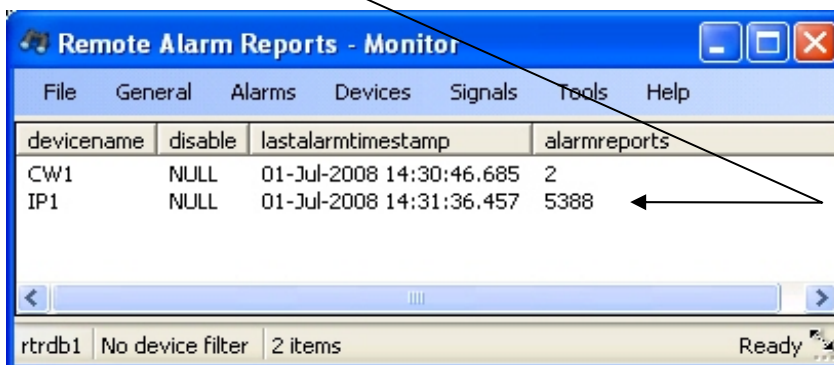 Remote Alarm Reports - Monitor
File General Alarms Devices Signals Tools Help
devicename disable lastalarmtimestamp alarmreports
CW1 NULL 01-Jul-2008 14:30:46.685 2
IP1 NULL 01-Jul-2008 14:31:36.457 5388
rtrdb1 No device filter 2 items Ready